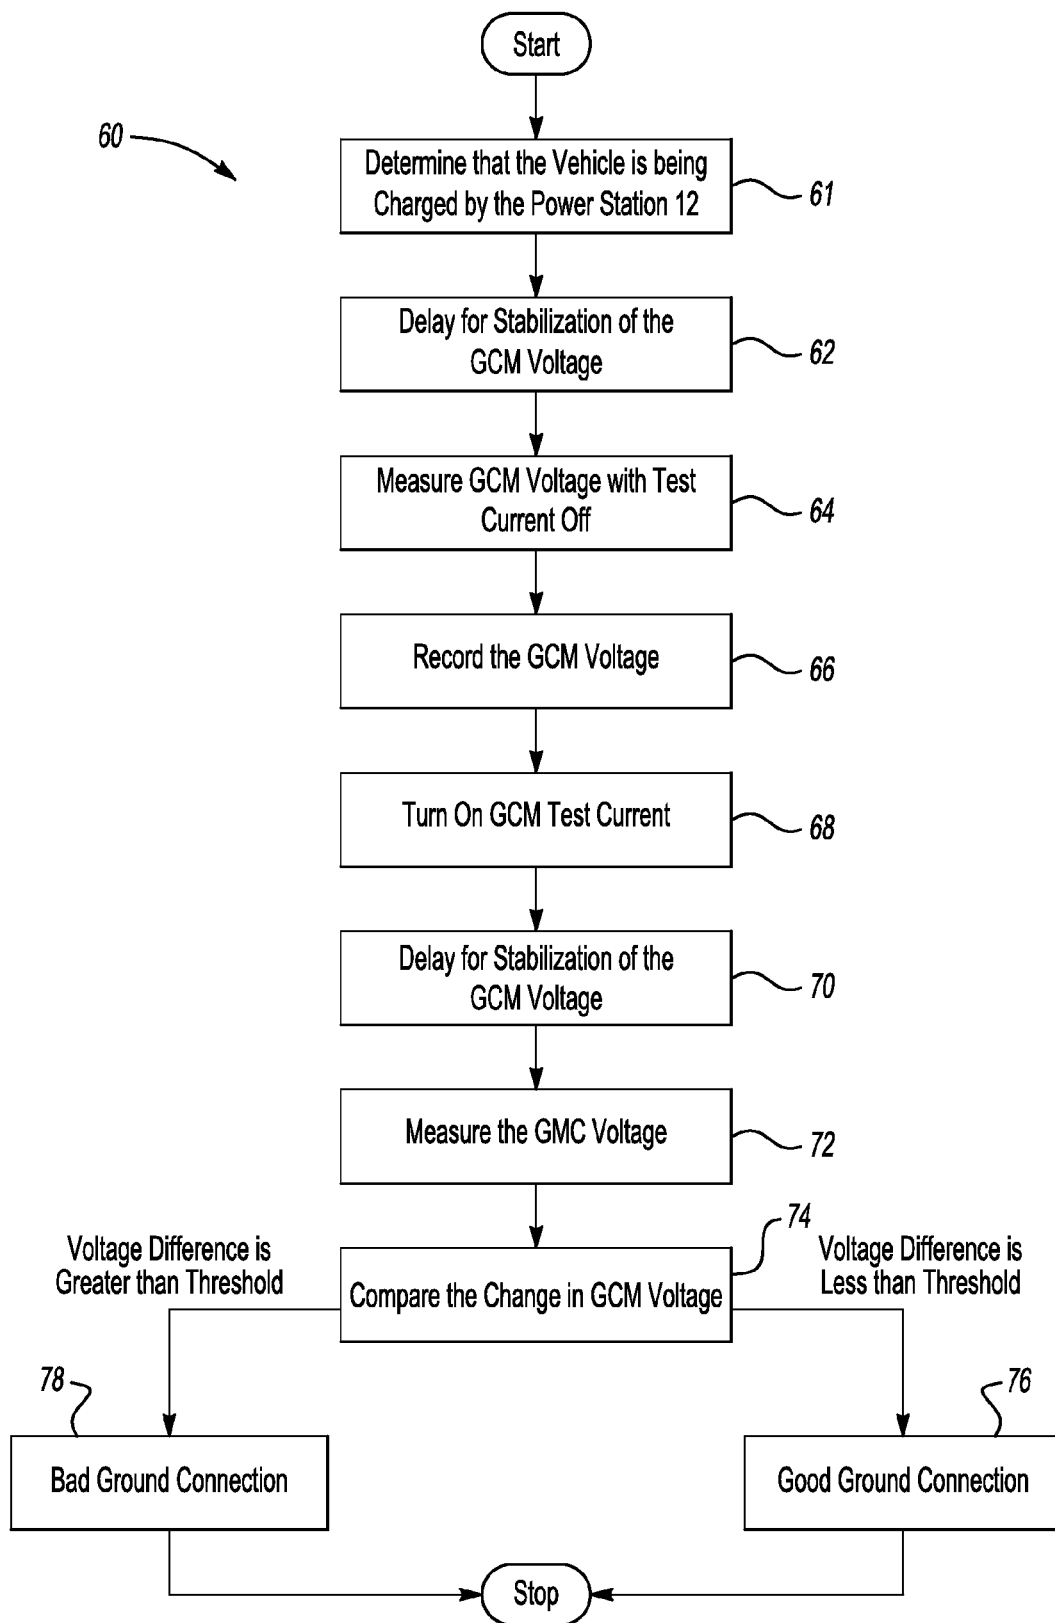 Start
60
Determine that the Vehicle is being
Charged by the Power Station 12
61
Delay for Stabilization of the
GCM Voltage
62
Measure GCM Voltage with Test
Current Off
64
Record the GCM Voltage
66
Turn On GCM Test Current
68
Delay for Stabilization of the
GCM Voltage
70
Measure the GMC Voltage
72
74
Voltage Difference is
Greater than Threshold
Compare the Change in GCM Voltage
Voltage Difference is
Less than Threshold
78
Bad Ground Connection
76
Good Ground Connection
Stop